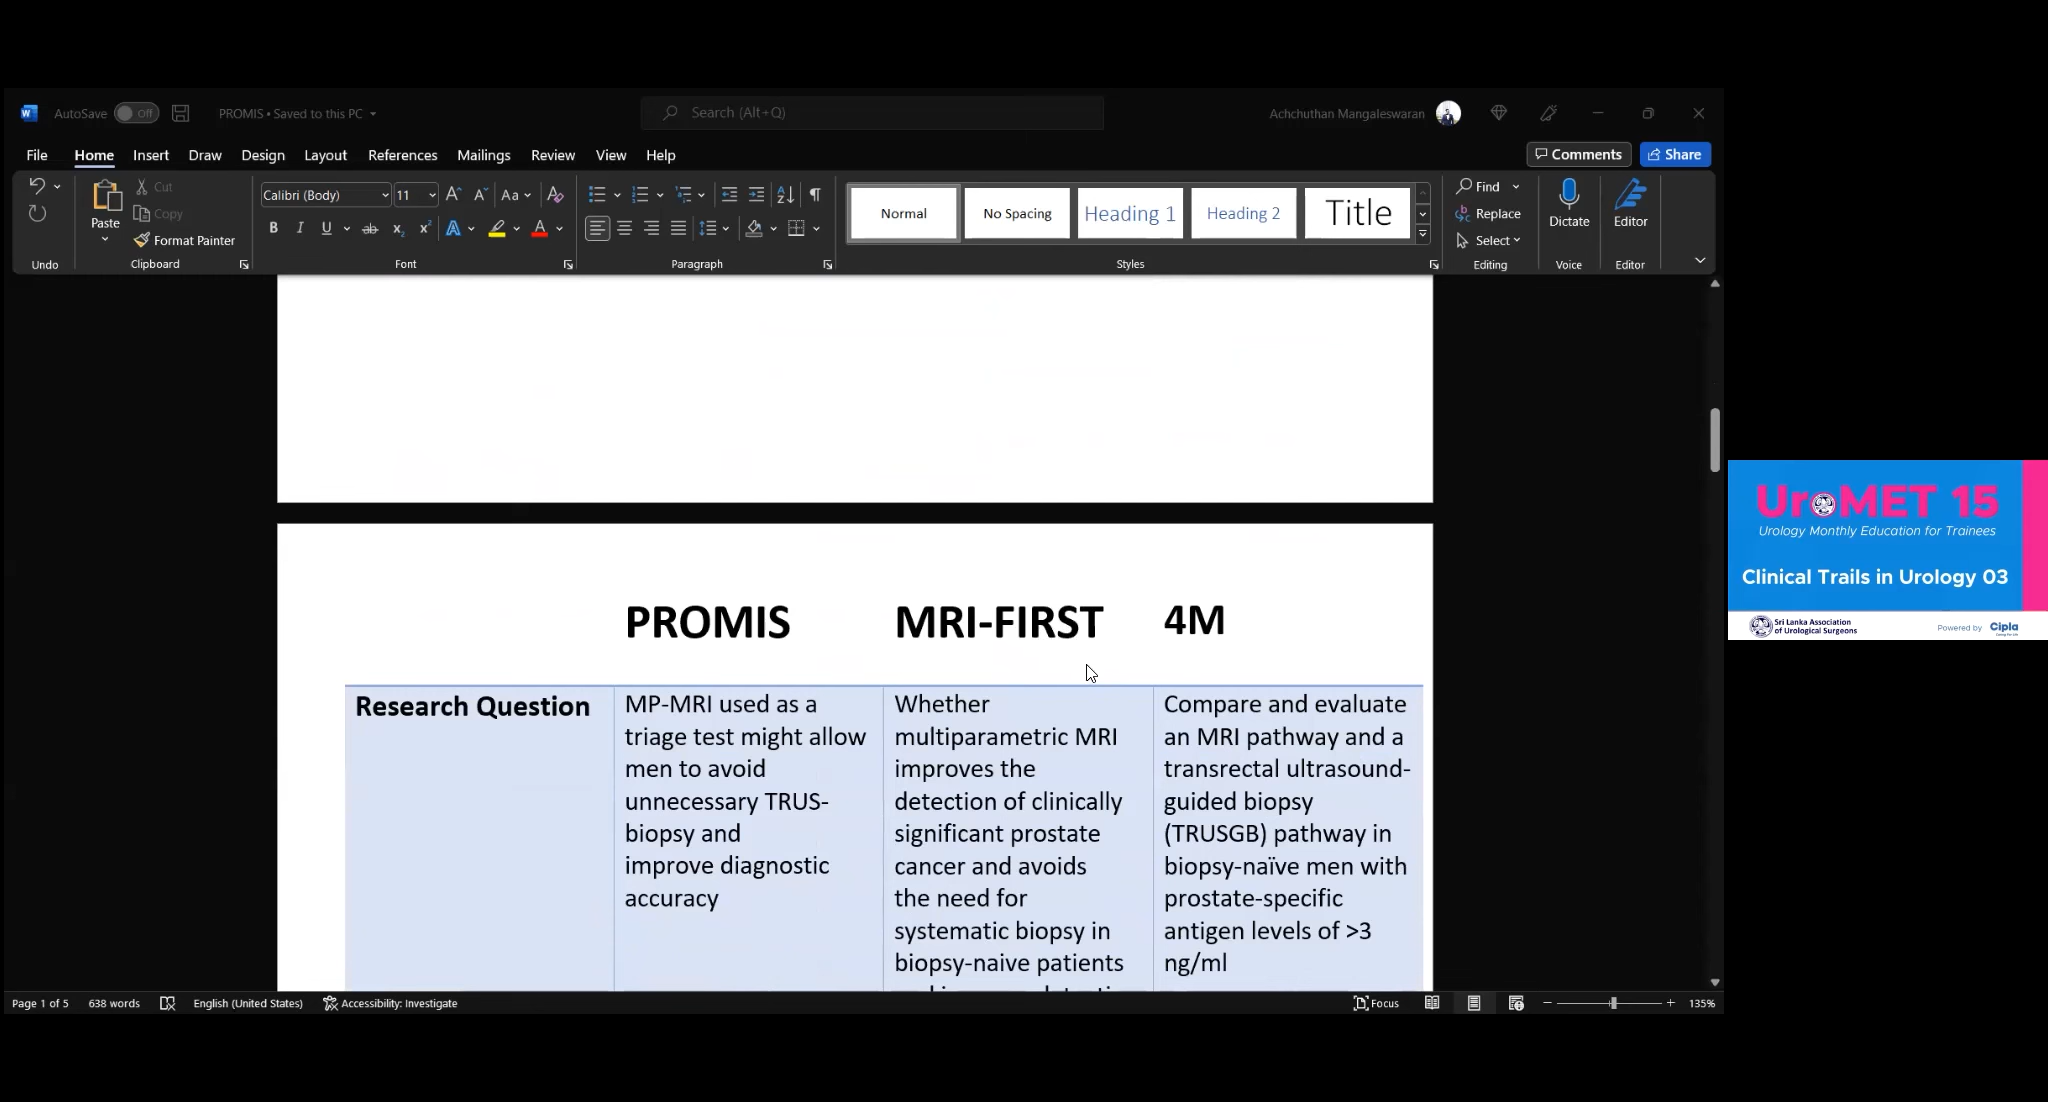 AutoSave Off PROMIS • Saved to this PC Search (Alt+Q) Achchuthan Mangaleswaran
File Home Insert Draw Design Layout References Mailings Review View Help Comments Share
Paste Cut Copy Format Painter
Calibri (Body) 11
Normal No Spacing Heading 1 Heading 2 Title
Find Replace Select Dictate Editor
Undo Clipboard Font Paragraph Styles Editing Voice Editor
PROMIS MRI-FIRST 4M
Research Question
MP-MRI used as a
triage test might allow
men to avoid
unnecessary TRUS-
biopsy and
improve diagnostic
accuracy
Whether
multiparametric MRI
improves the
detection of clinically
significant prostate
cancer and avoids
the need for
systematic biopsy in
biopsy-naive patients
Compare and evaluate
an MRI pathway and a
transrectal ultrasound-
guided biopsy
(TRUSGB) pathway in
biopsy-naïve men with
prostate-specific
antigen levels of >3
ng/ml
UroMET 15
Urology Monthly Education for Trainees
Clinical Trails in Urology 03
Sri Lanka Association
of Urological Surgeons
Powered by Cipla
Page 1 of 5 638 words English (United States) Accessibility: Investigate Focus 135%